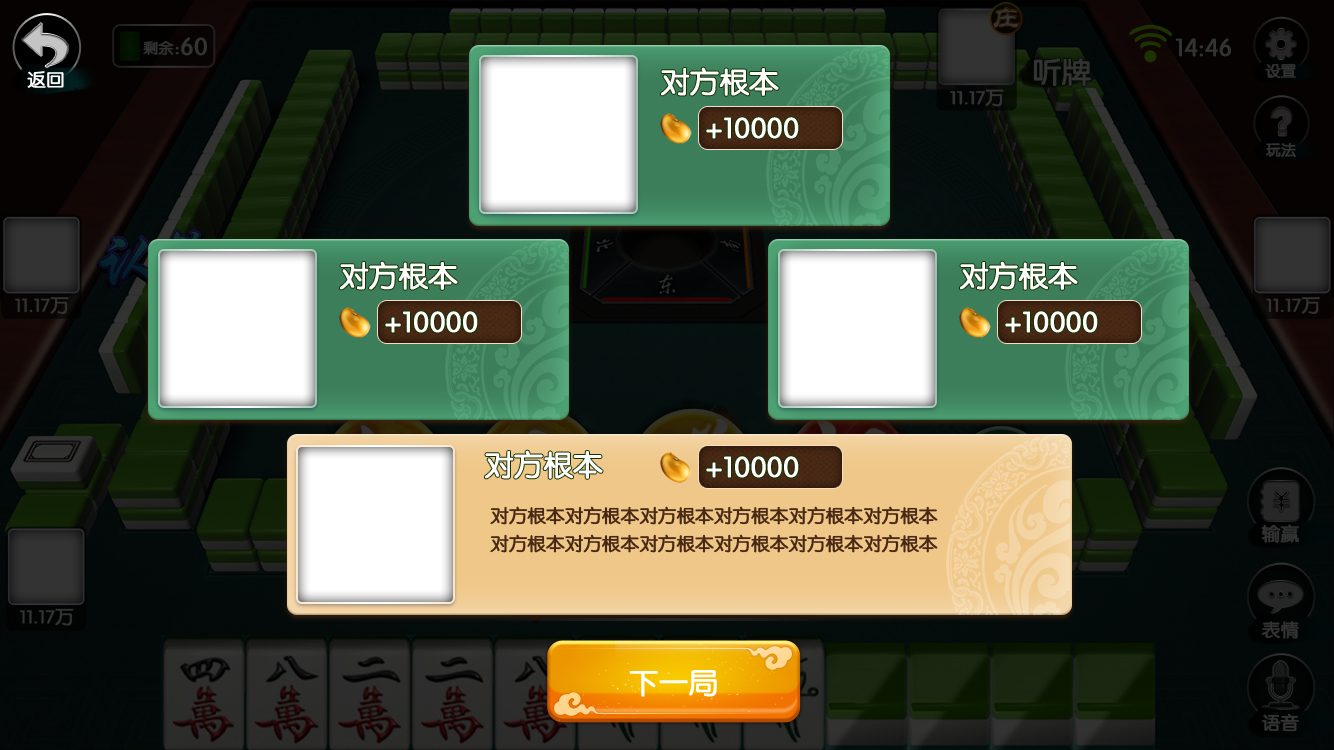 返回
剩余:60
庄
11.17万
听牌
14:46
设置
玩法
对方根本
+10000
11.17万
对方根本
+10000
东
对方根本
+10000
11.17万
对方根本
+10000
对方根本对方根本对方根本对方根本对方根本对方根本
对方根本对方根本对方根本对方根本对方根本对方根本
11.17万
输赢
表情
语音
下一局
四萬
八萬
二萬
二萬
八萬